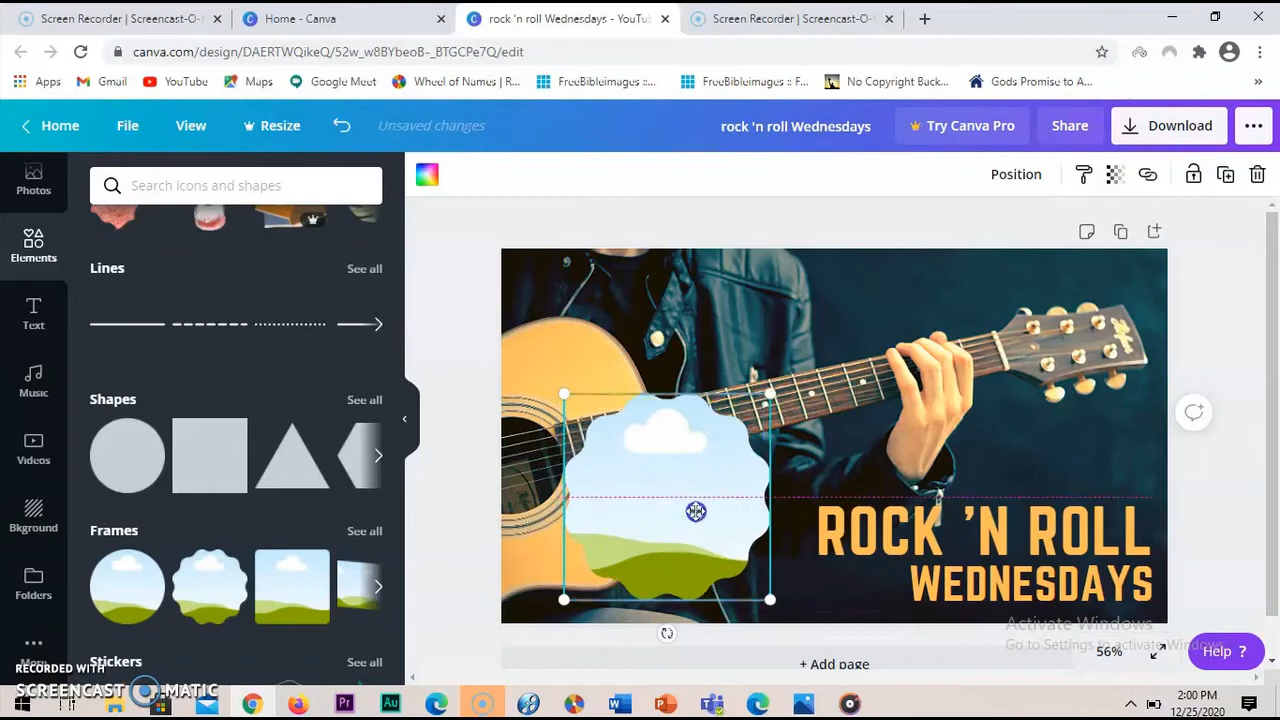 Screen Recorder | Screencast-O-
Home - Canva
rock 'n roll Wednesdays - YouTu
Screen Recorder | Screencast-O-
canva.com/design/DAERTWQikeQ/52w_w8BYbeoB-_BTGCPe7Q/edit
Apps
Gmail
YouTube
Maps
Google Meet
Wheel of Names | R...
FreeBibleimages ::...
FreeBibleimages :: F...
No Copyright Back...
Gods Promise to A...
Home
File
View
Resize
Unsaved changes
rock 'n roll Wednesdays
Try Canva Pro
Share
Download
Photos
Search icons and shapes
Position
Elements
Lines
See all
Text
Music
Shapes
See all
Videos
ROCK 'N ROLL
WEDNESDAYS
Bkground
Frames
See all
Folders
Activate Windows
Go to Settings to activate Windows.
Stickers
See all
+ Add page
56%
Help ?
RECORDED WITH
SCREENCAST MATIC
2:00 PM
12/25/2020